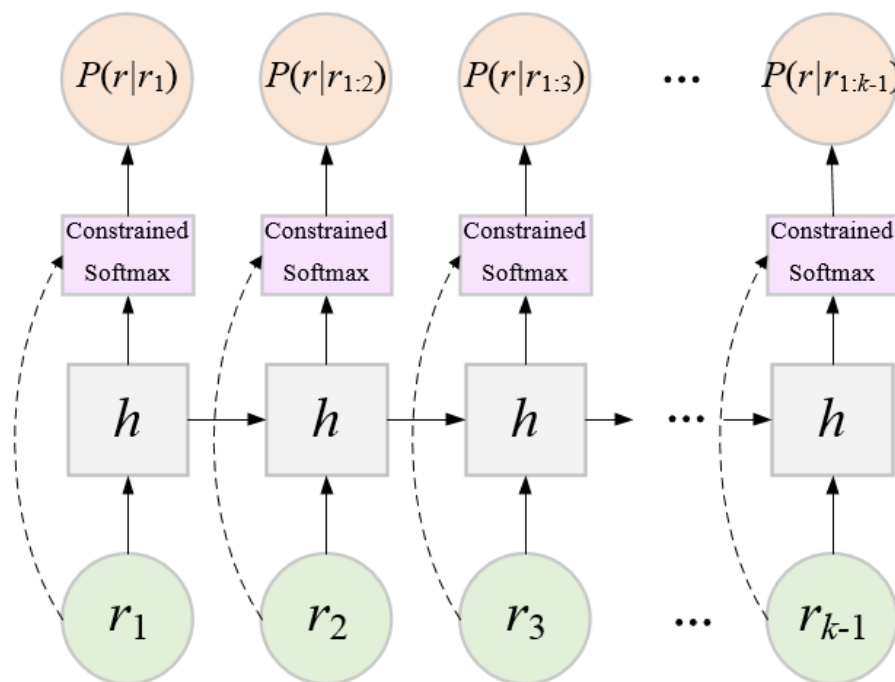 P(r|r₁) P(r|r₁:₂) P(r|r₁:₃) ... P(r|r₁:ₖ₋₁)
Constrained Constrained Constrained Constrained
Softmax Softmax Softmax Softmax
h h h ... h
r₁ r₂ r₃ ... rₖ₋₁